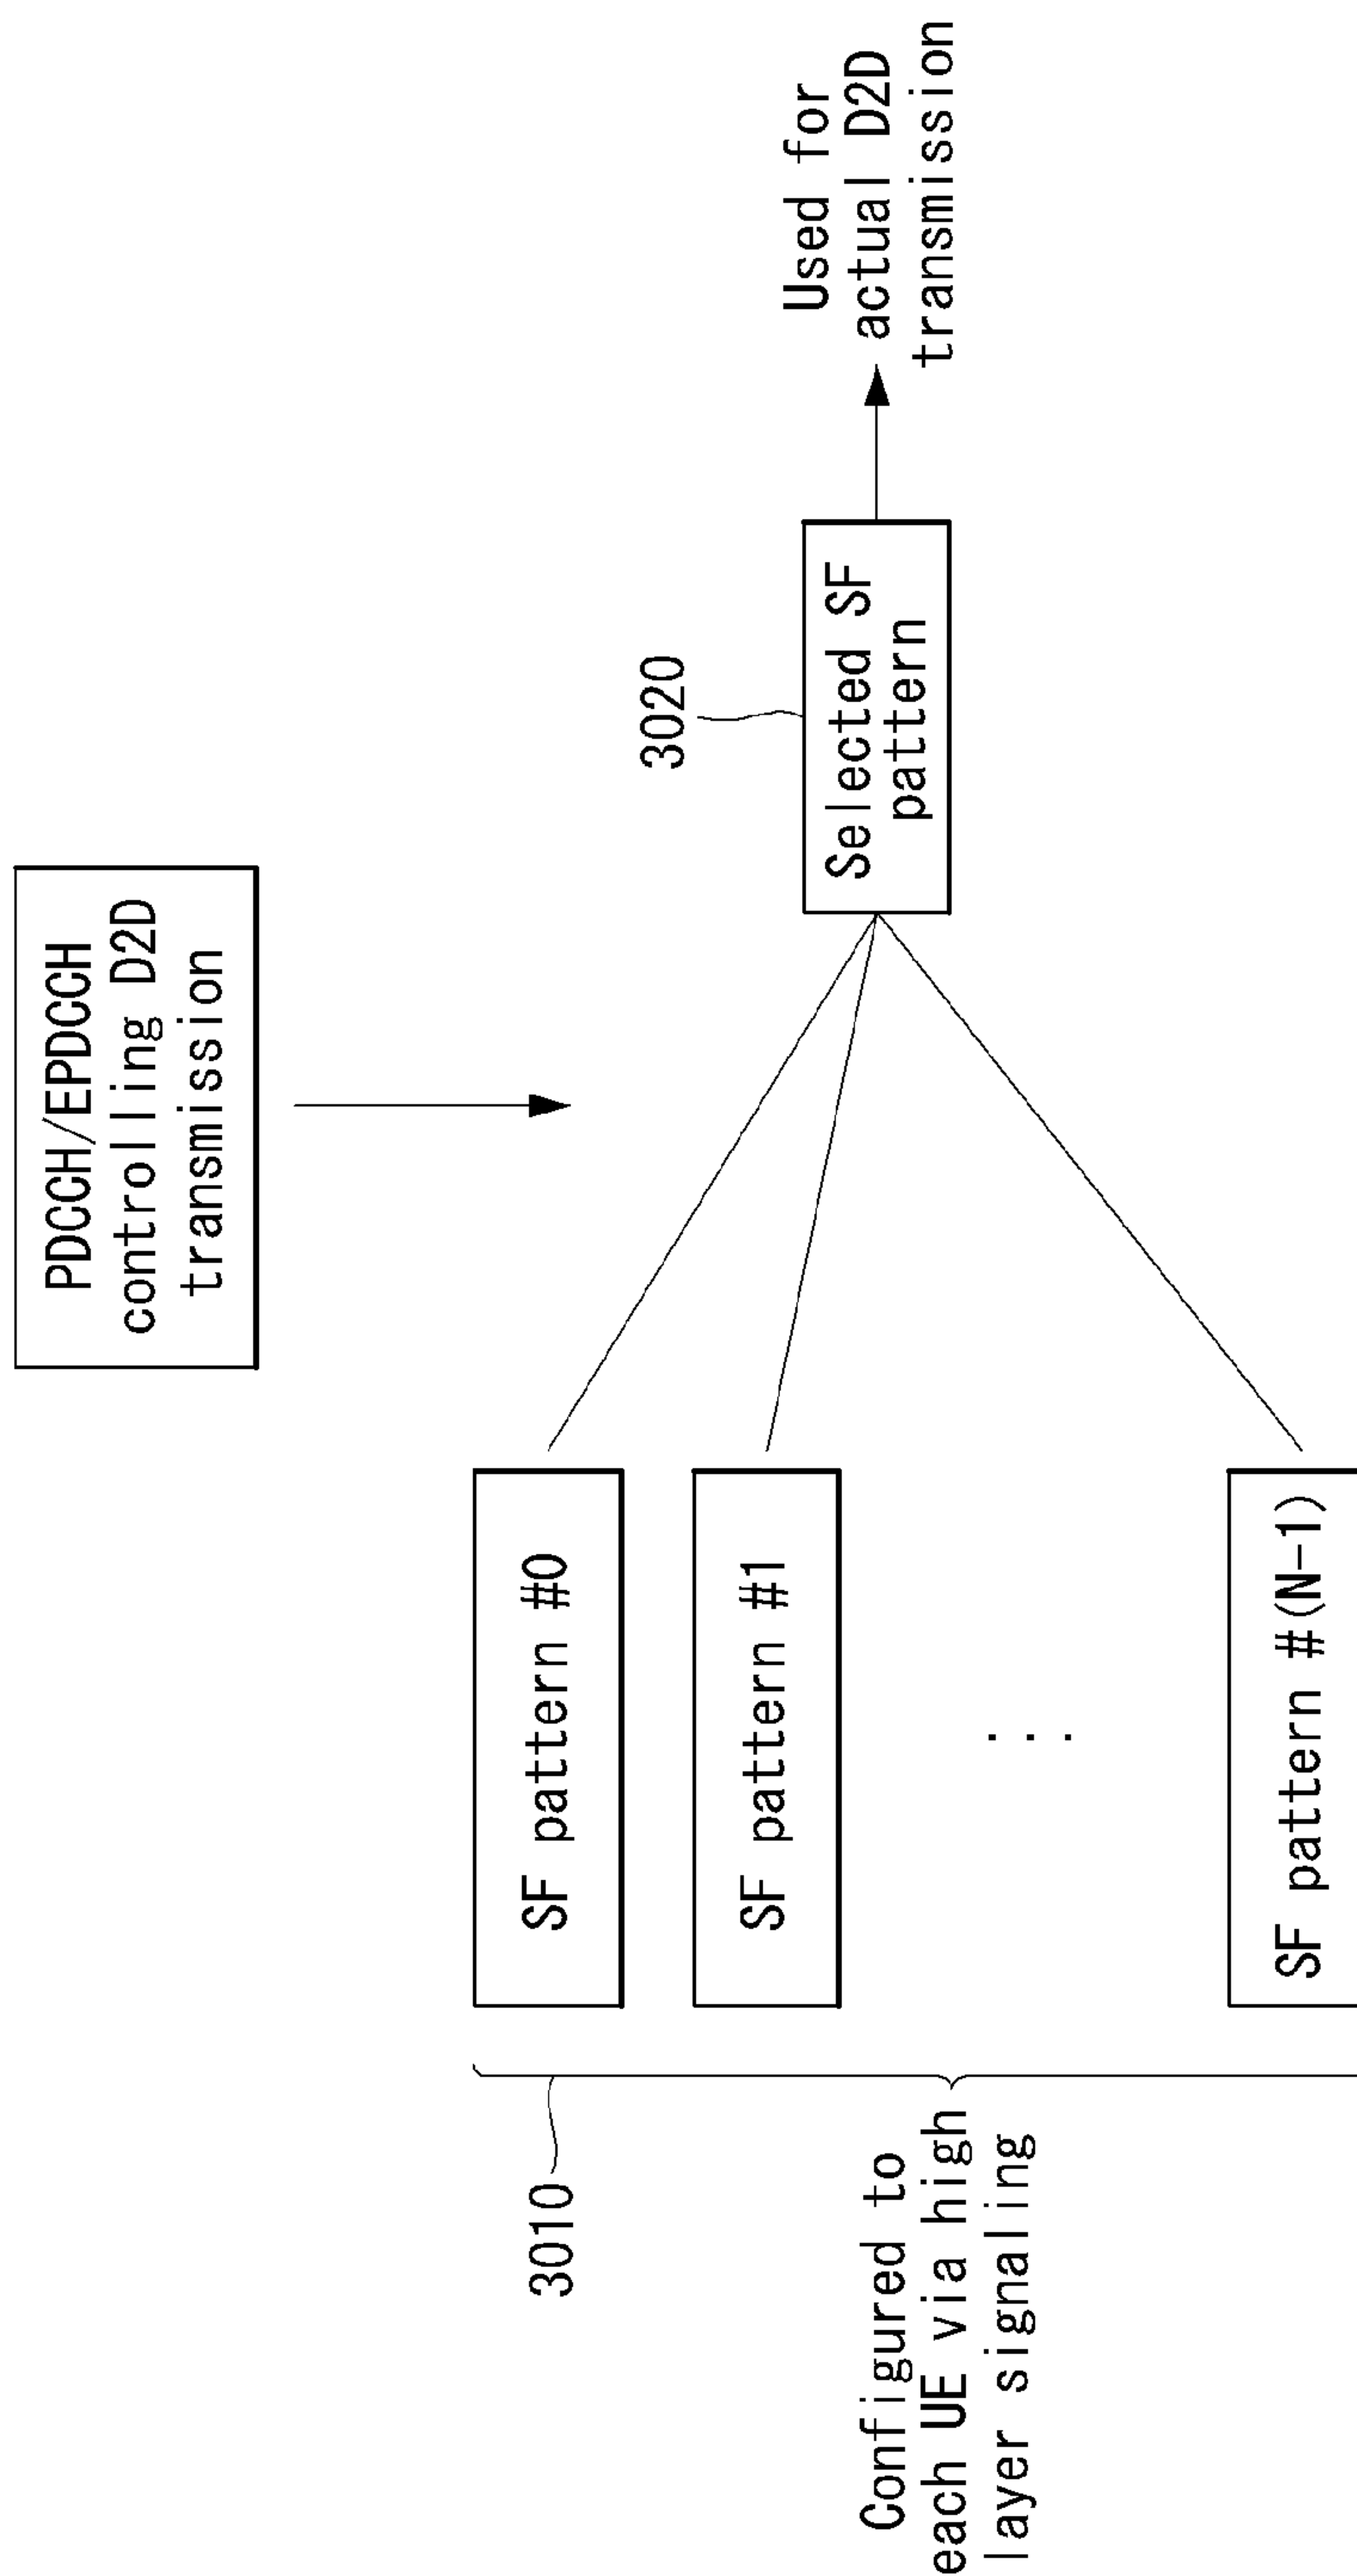 PDCCH/EPDCCH
controlling D2D
transmission
3010
Configured to
each UE via high
layer signaling
SF pattern #0
SF pattern #1
...
SF pattern #(N-1)
3020
Selected SF
pattern
Used for
actual D2D
transmission